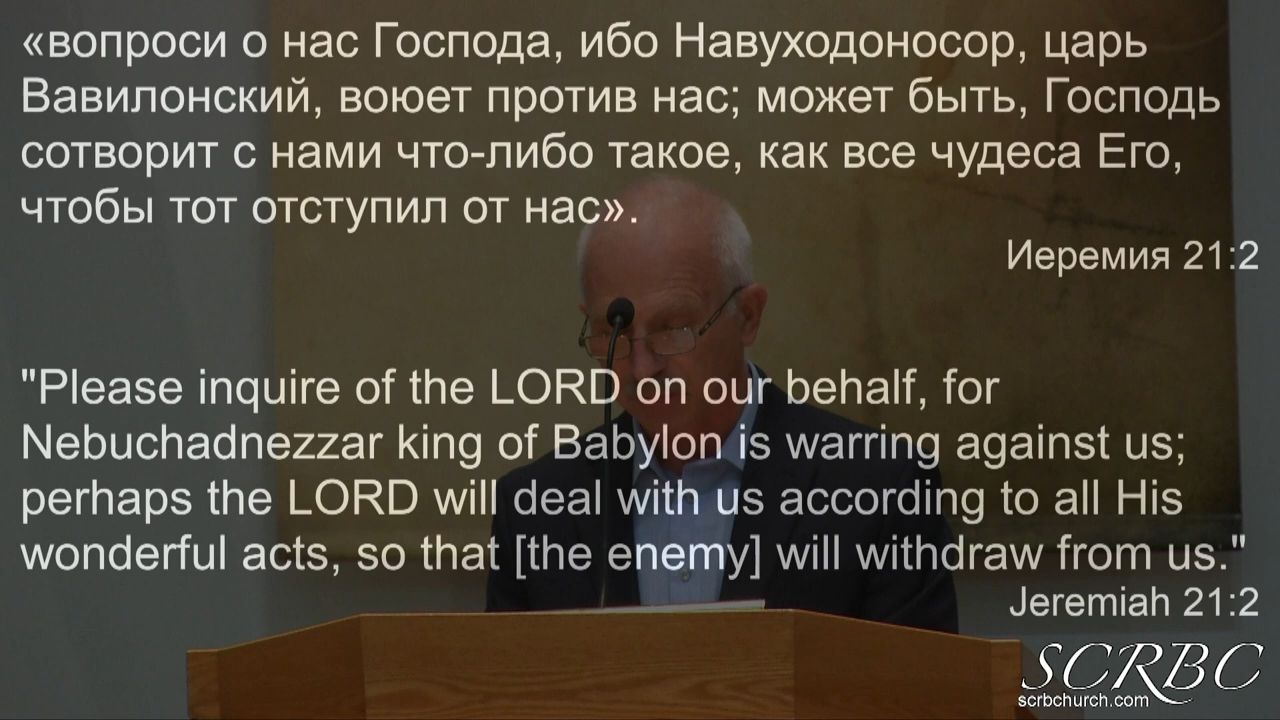 «вопроси о нас Господа, ибо Навуходоносор, царь
Вавилонский, воюет против нас; может быть, Господь
сотворит с нами что-либо такое, как все чудеса Его,
чтобы тот отступил от нас».
Иеремия 21:2
"Please inquire of the LORD on our behalf, for
Nebuchadnezzar king of Babylon is warring against us;
perhaps the LORD will deal with us according to all His
wonderful acts, so that [the enemy] will withdraw from us."
Jeremiah 21:2
SCRBC
scrbchurch.com